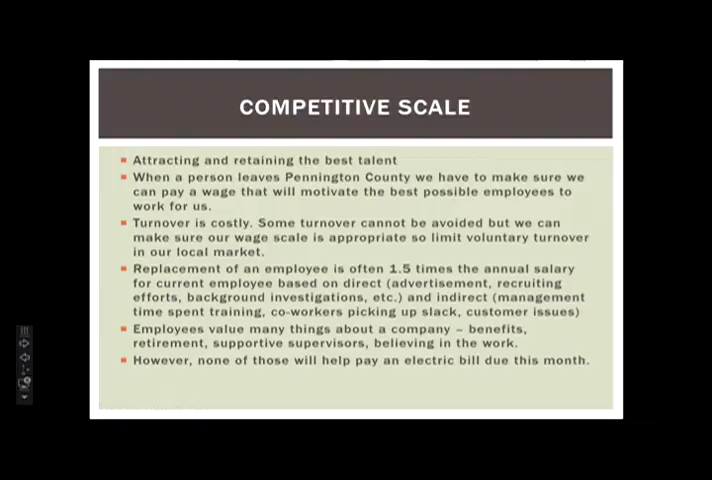 COMPETITIVE SCALE
Attracting and retaining the best talent
When a person leaves Pennington County we have to make sure we
can pay a wage that will motivate the best possible employees to
work for us.
Turnover is costly. Some turnover cannot be avoided but we can
make sure our wage scale is appropriate so limit voluntary turnover
in our local market.
Replacement of an employee is often 1.5 times the annual salary
for current employee based on direct (advertisement, recruiting
efforts, background investigations, etc.) and indirect (management
time spent training, co-workers picking up slack, customer issues)
Employees value many things about a company – benefits,
retirement, supportive supervisors, believing in the work.
However, none of those will help pay an electric bill due this month.